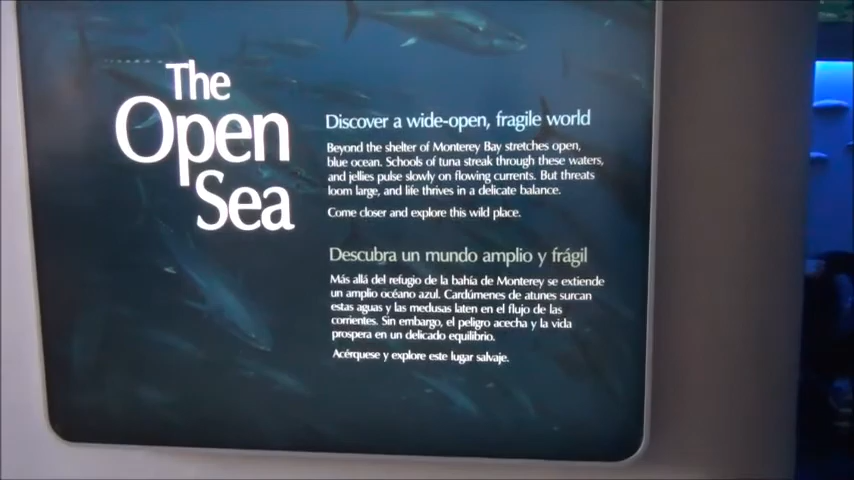 The
Open
Sea
Discover a wide-open, fragile world
Beyond the shelter of Monterey Bay stretches open,
blue ocean. Schools of tuna streak through these waters,
and jellies pulse slowly on flowing currents. But threats
loom large, and life thrives in a delicate balance.
Come closer and explore this wild place.
Descubra un mundo amplio y frágil
Más allá del refugio de la bahía de Monterey se extiende
un amplio océano azul. Cardúmenes de atunes surcan
estas aguas y las medusas laten en el flujo de las
corrientes. Sin embargo, el peligro acecha y la vida
prospera en un delicado equilibrio.
Acérquese y explore este lugar salvaje.